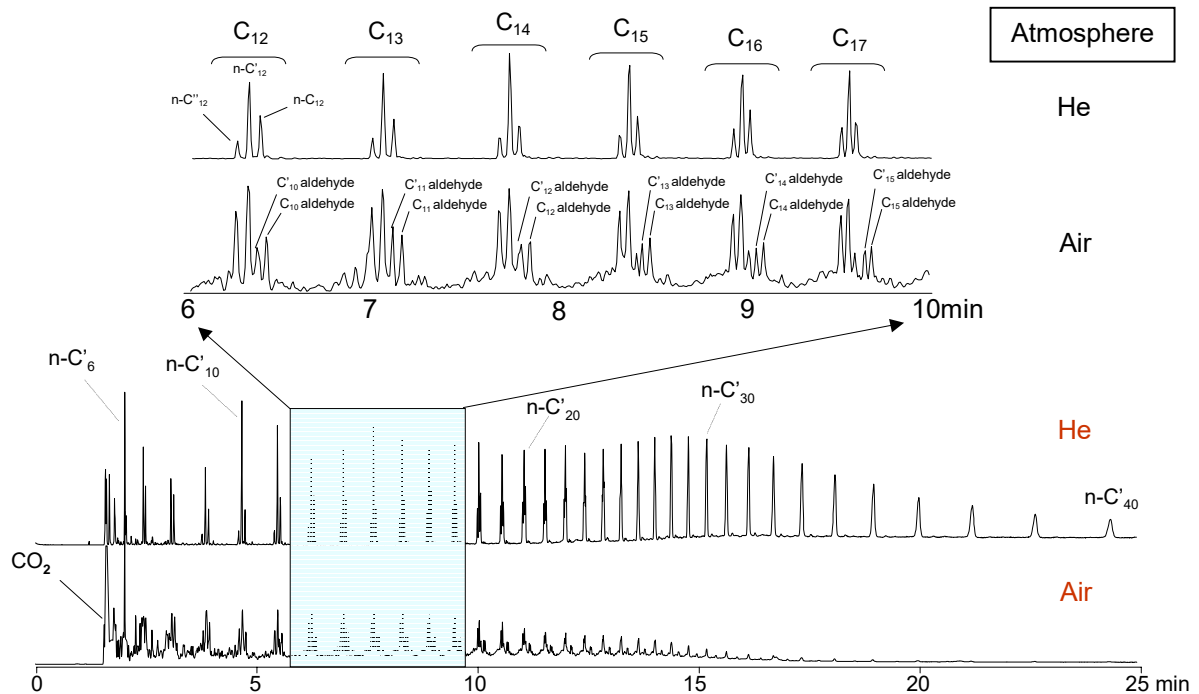 C₁₂ C₁₃ C₁₄ C₁₅ C₁₆ C₁₇
Atmosphere
n-C'₁₂
n-C''₁₂ n-C₁₂
He
C'₁₀ aldehyde C'₁₁ aldehyde C'₁₂ aldehyde C'₁₃ aldehyde C'₁₄ aldehyde C'₁₅ aldehyde
C₁₀ aldehyde C₁₁ aldehyde C₁₂ aldehyde C₁₃ aldehyde C₁₄ aldehyde C₁₅ aldehyde
Air
6 7 8 9 10min
n-C'₆ n-C'₁₀ n-C'₂₀ n-C'₃₀
He
n-C'₄₀
CO₂
Air
0 5 10 15 20 25 min